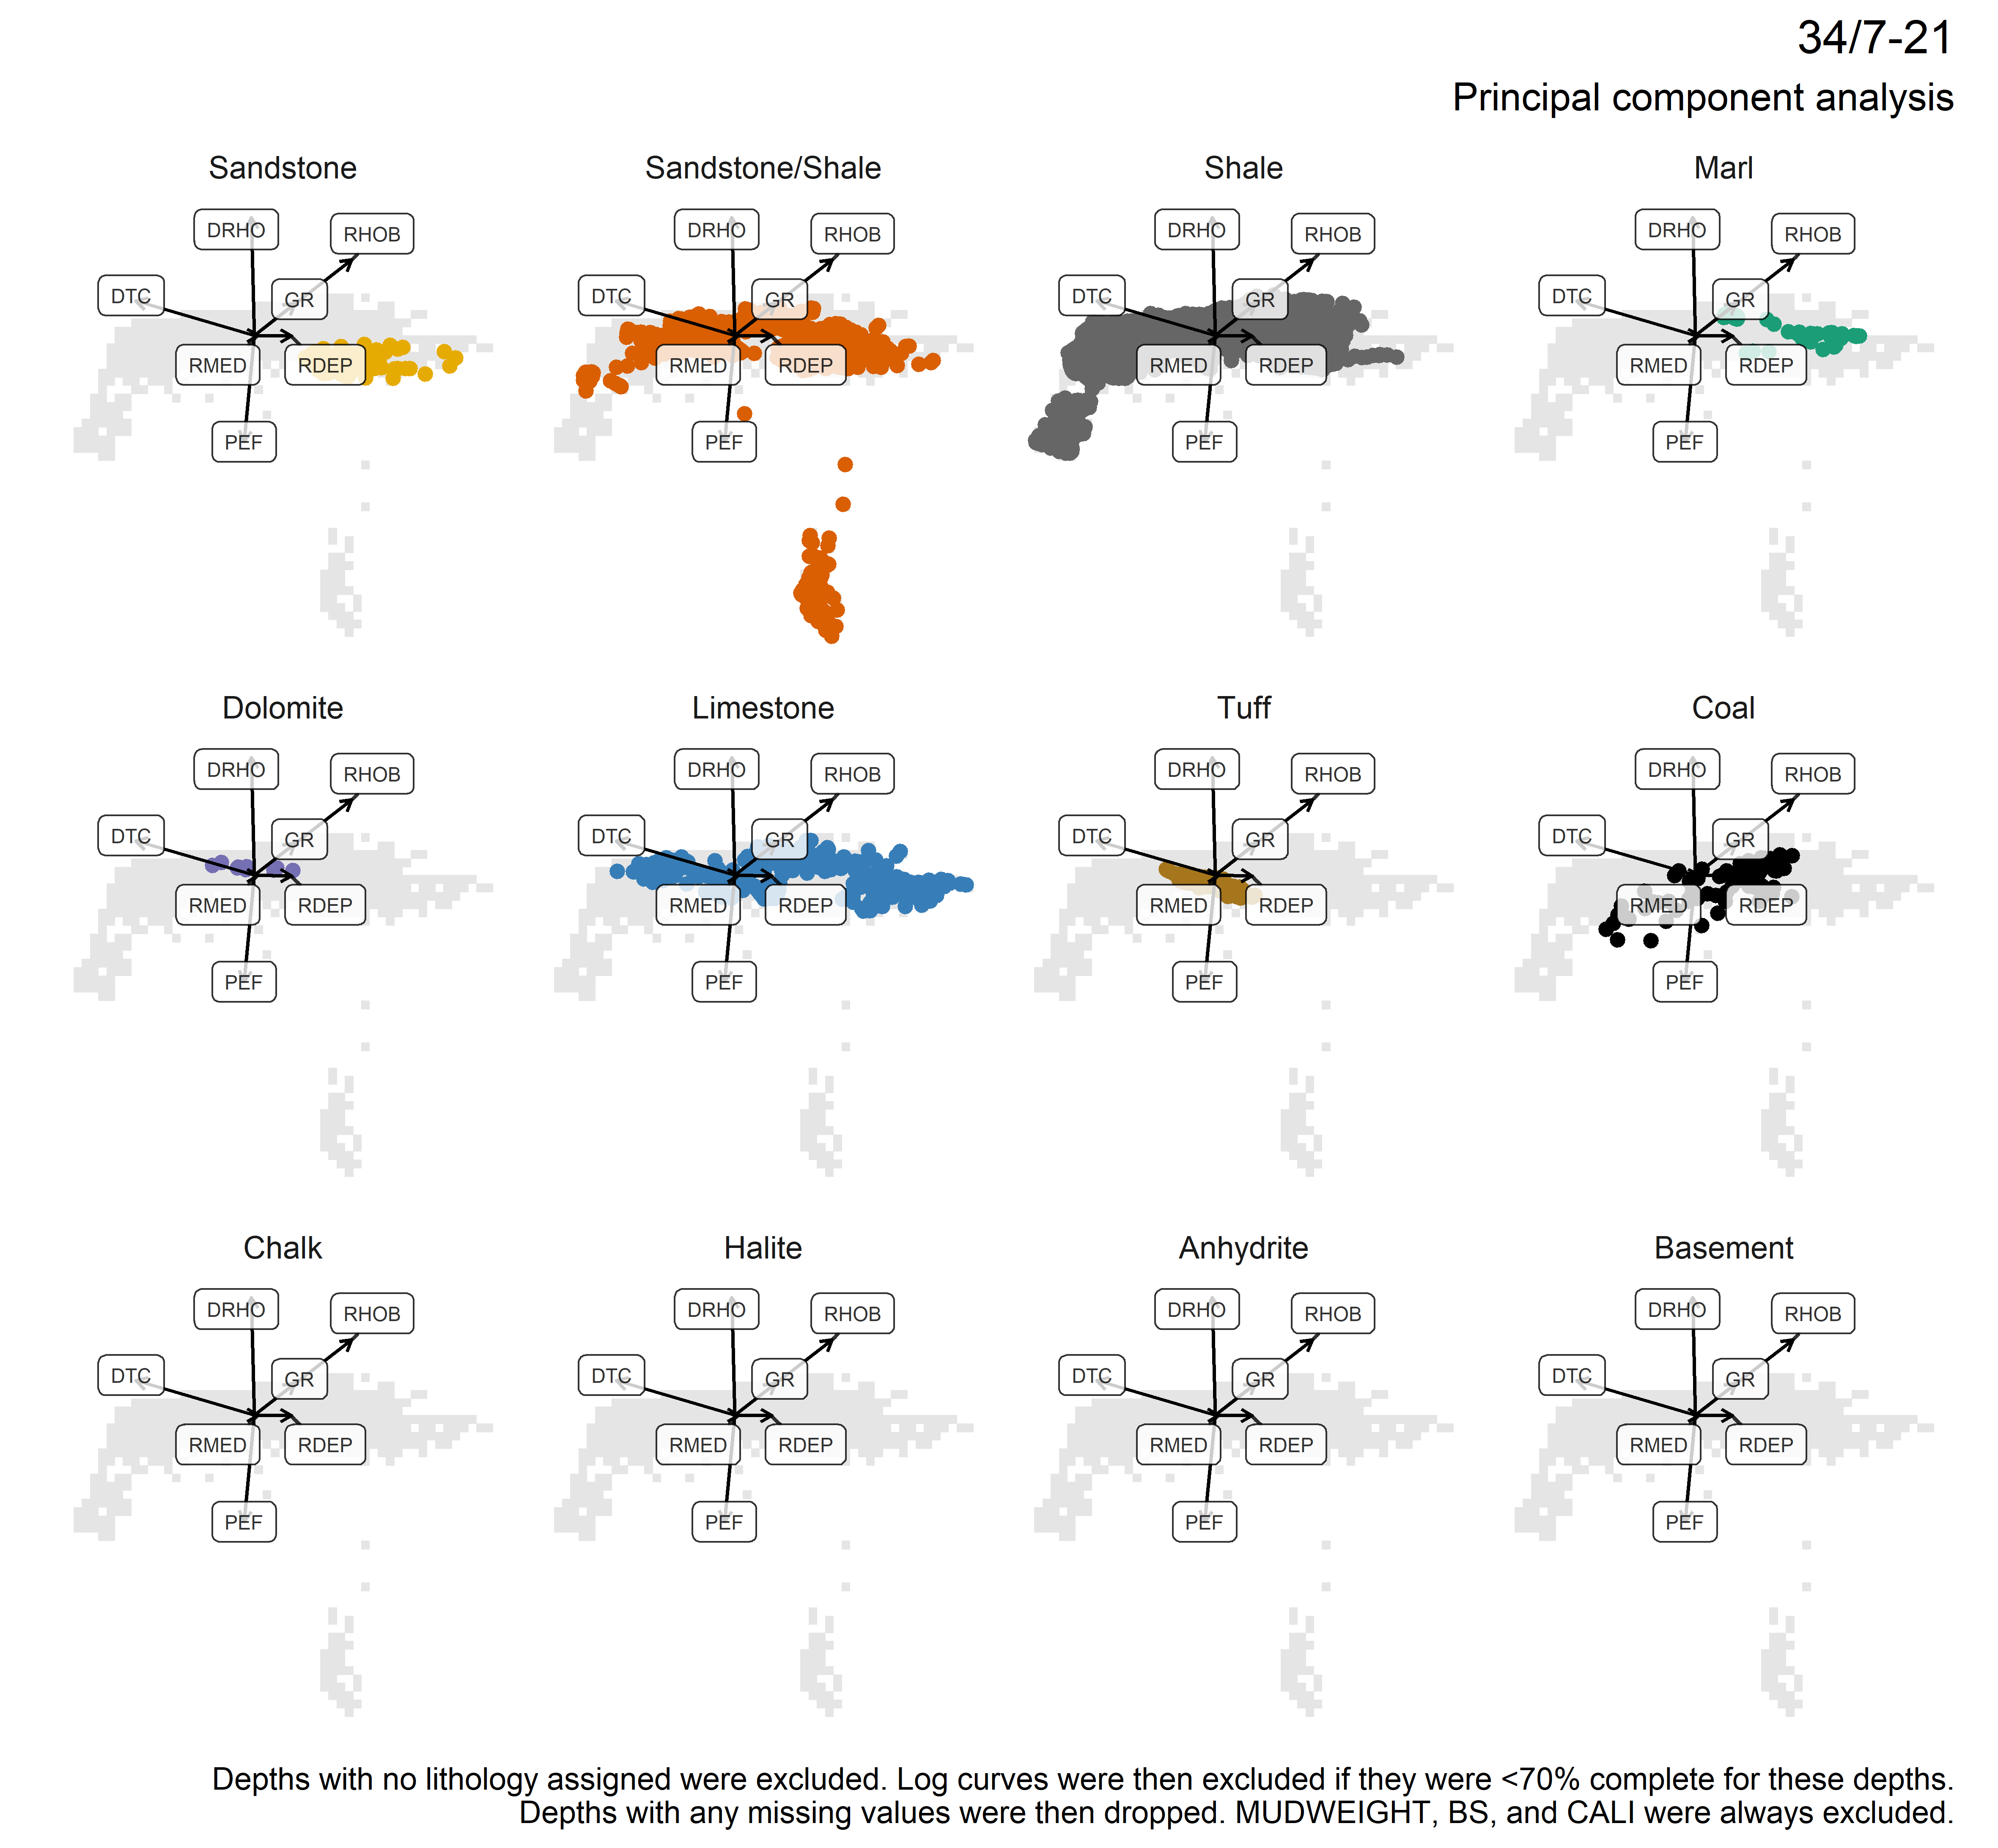 34/7-21
Principal component analysis
Sandstone
Sandstone/Shale
Shale
Marl
DRHO
RHOB
DTC
GR
RMED
RDEP
PEF
DRHO
RHOB
DTC
GR
RMED
RDEP
PEF
DRHO
RHOB
DTC
GR
RMED
RDEP
PEF
DRHO
RHOB
DTC
GR
RMED
RDEP
PEF
Dolomite
Limestone
Tuff
Coal
DRHO
RHOB
DTC
GR
RMED
RDEP
PEF
DRHO
RHOB
DTC
GR
RMED
RDEP
PEF
DRHO
RHOB
DTC
GR
RMED
RDEP
PEF
DRHO
RHOB
DTC
GR
RMED
RDEP
PEF
Chalk
Halite
Anhydrite
Basement
DRHO
RHOB
DTC
GR
RMED
RDEP
PEF
DRHO
RHOB
DTC
GR
RMED
RDEP
PEF
DRHO
RHOB
DTC
GR
RMED
RDEP
PEF
DRHO
RHOB
DTC
GR
RMED
RDEP
PEF
Depths with no lithology assigned were excluded. Log curves were then excluded if they were <70% complete for these depths.
Depths with any missing values were then dropped. MUDWEIGHT, BS, and CALI were always excluded.